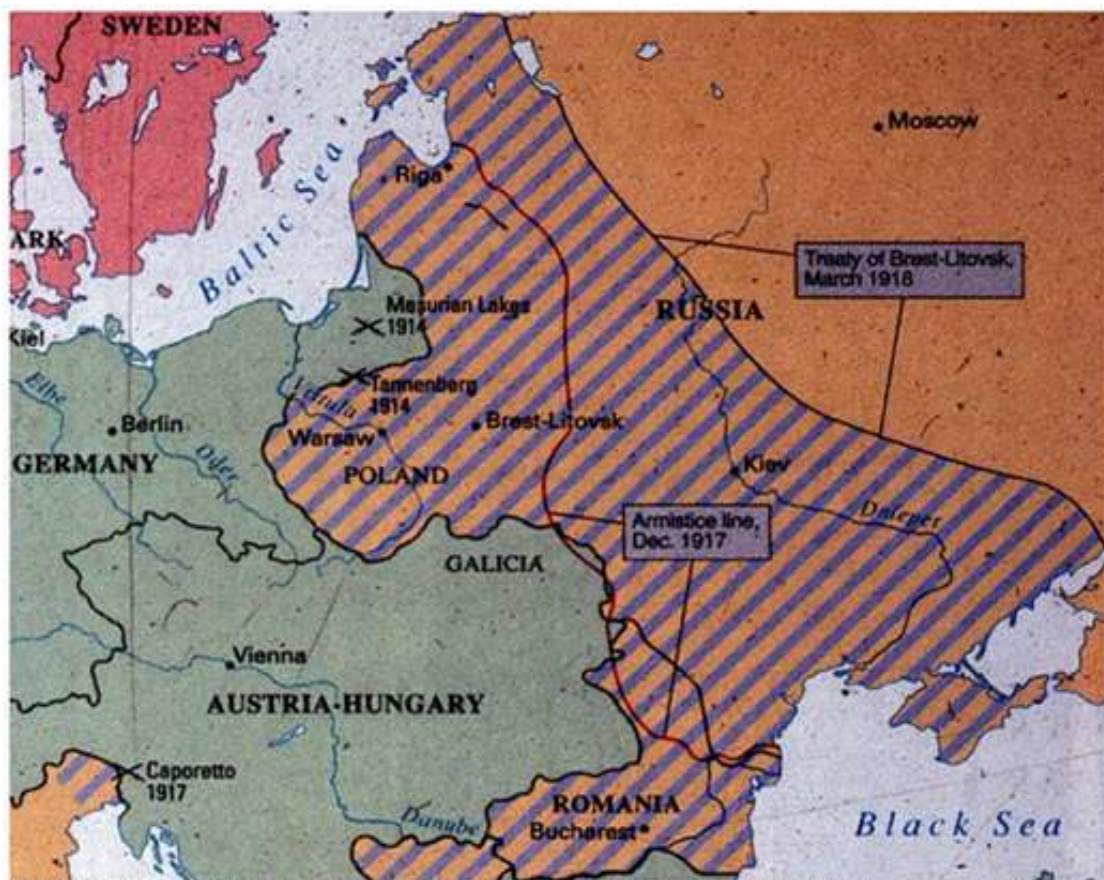 SWEDEN
Moscow
Riga
Baltic Sea
ARK
Treaty of Brest-Litovsk,
March 1918
RUSSIA
Masurian Lakes
1914
Kiel
Elbe
Tannenberg
1914
Vistula
Berlin
Warsaw
Brest-Litovsk
GERMANY
Oder
POLAND
Kiev
Dnieper
Armistice line,
Dec. 1917
GALICIA
Vienna
AUSTRIA-HUNGARY
Caporetto
1917
ROMANIA
Danube
Bucharest
Black Sea